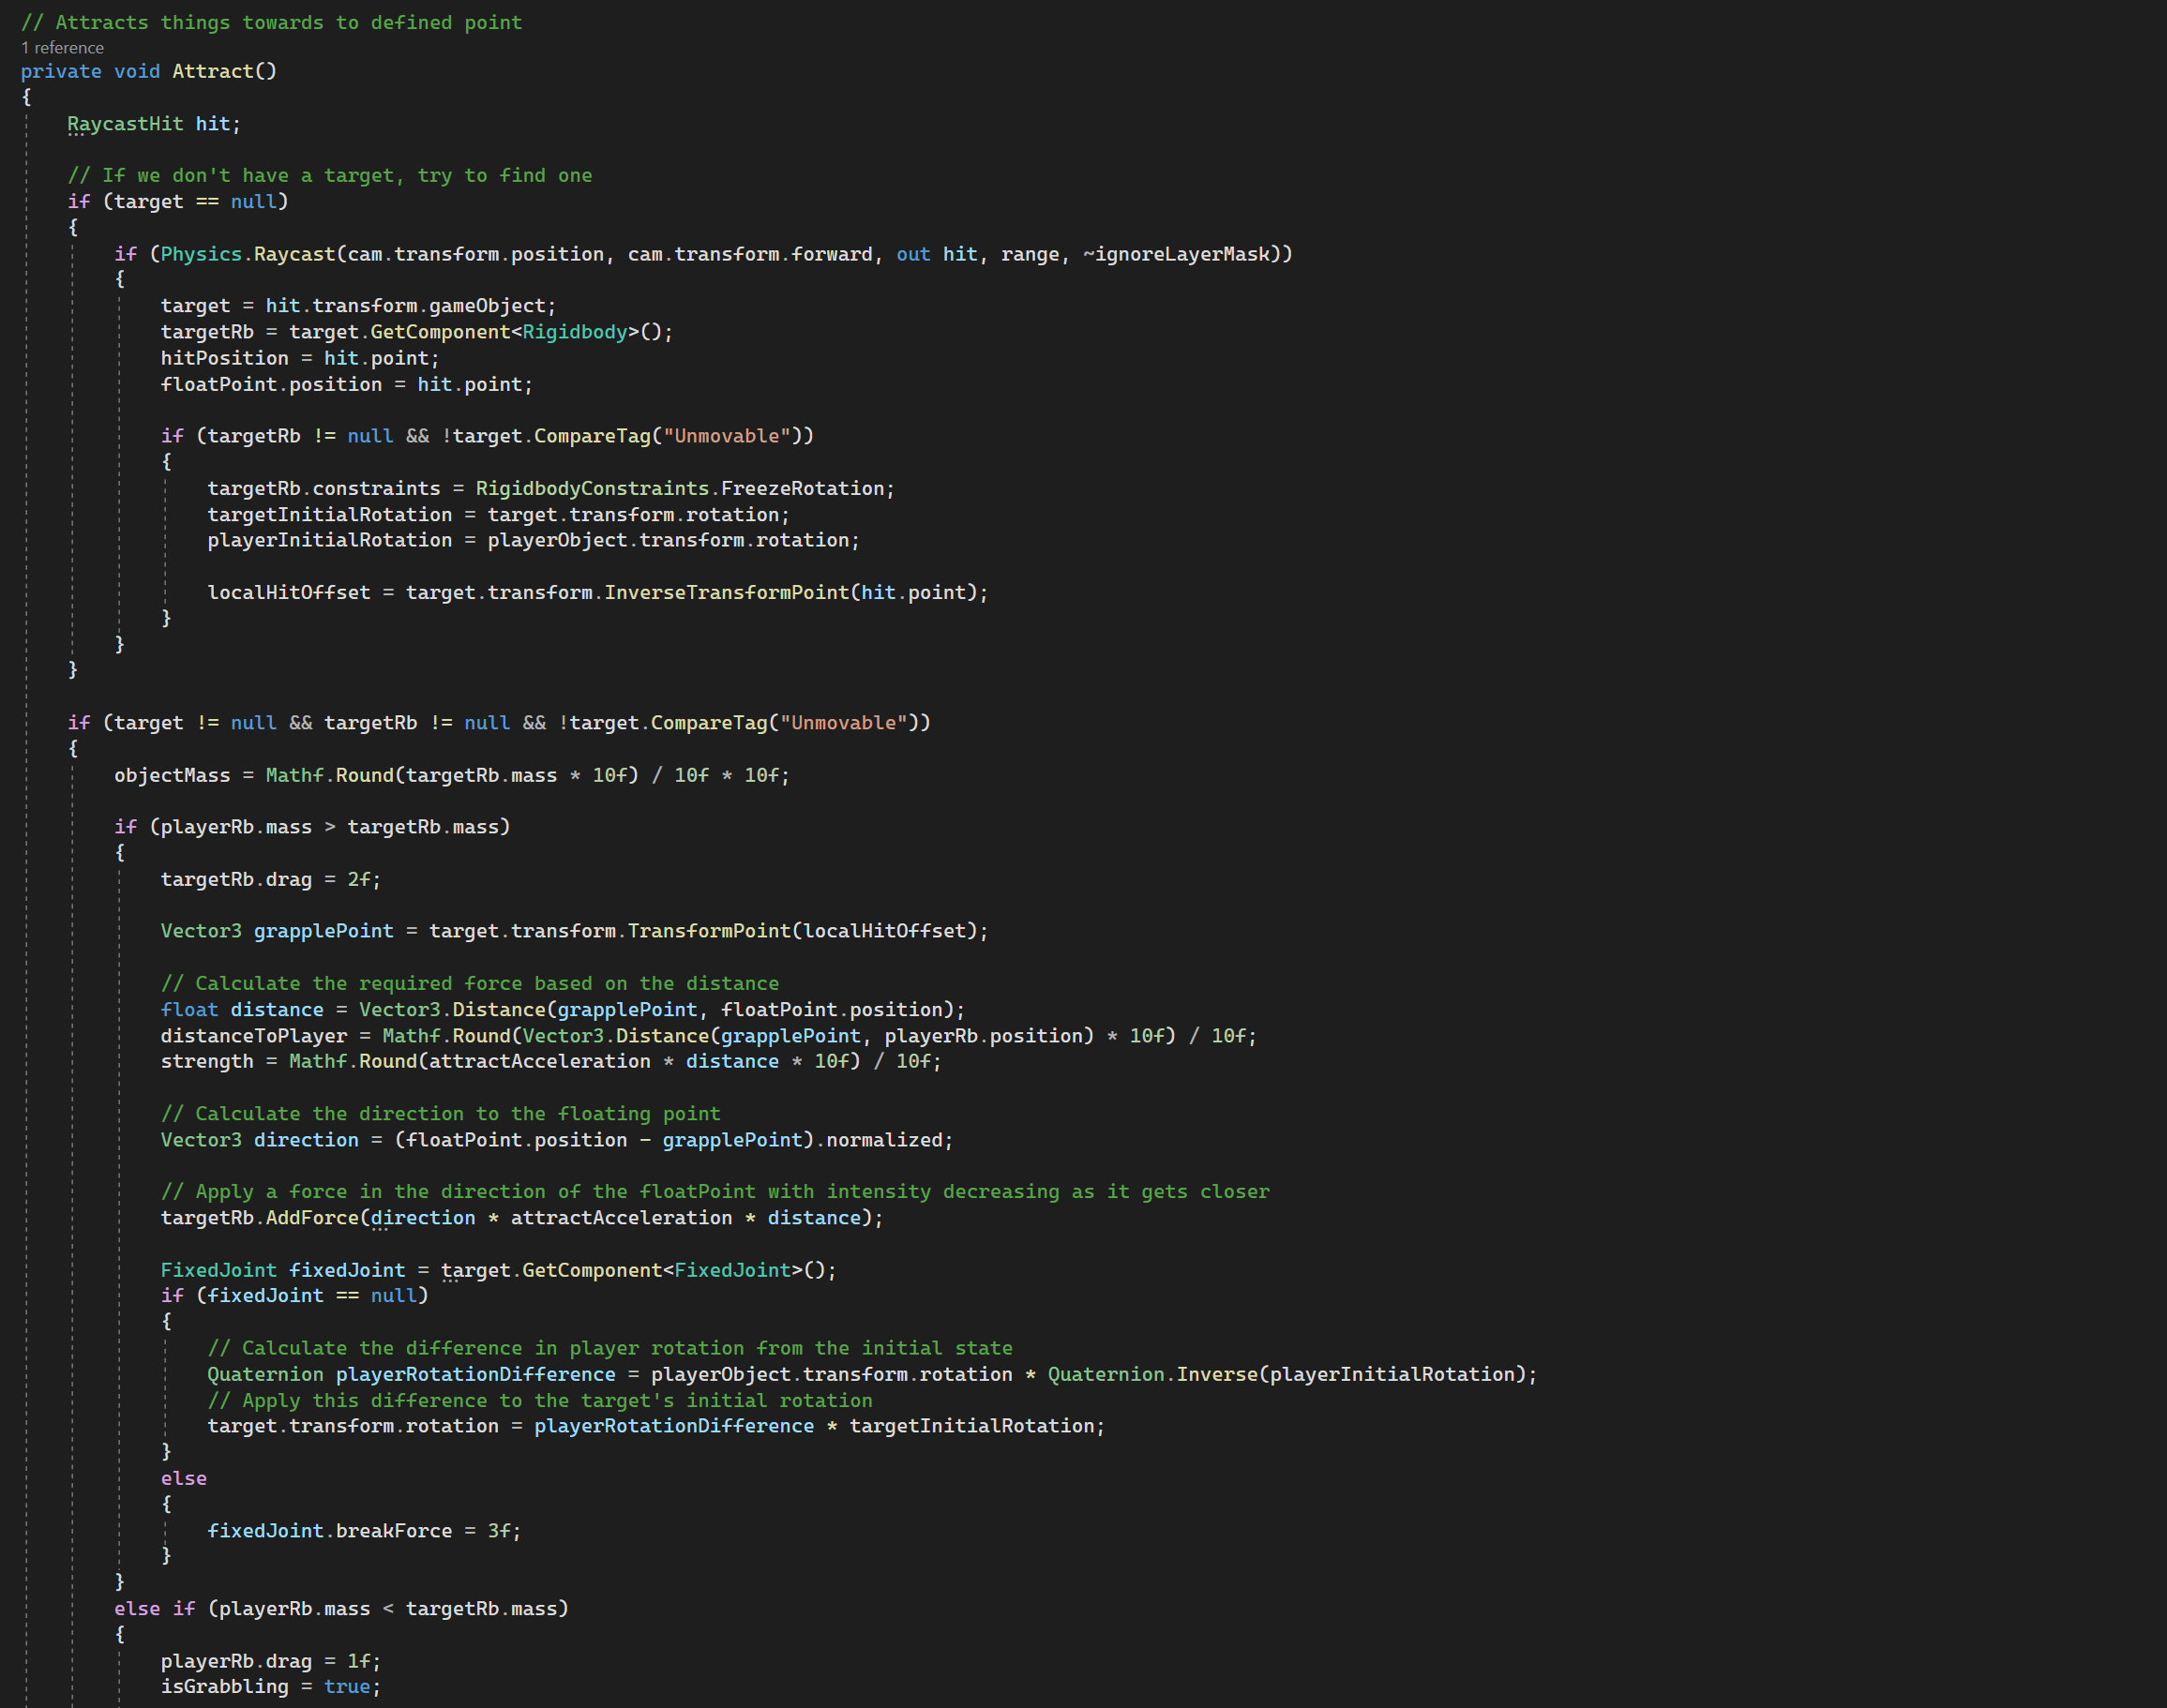 // Attracts things towards to defined point
1 reference
private void Attract()
{
RaycastHit hit;
// If we don't have a target, try to find one
if (target == null)
{
if (Physics.Raycast(cam.transform.position, cam.transform.forward, out hit, range, ~ignoreLayerMask))
{
target = hit.transform.gameObject;
targetRb = target.GetComponent<Rigidbody>();
hitPosition = hit.point;
floatPoint.position = hit.point;
if (targetRb != null && !target.CompareTag("Unmovable"))
{
targetRb.constraints = RigidbodyConstraints.FreezeRotation;
targetInitialRotation = target.transform.rotation;
playerInitialRotation = playerObject.transform.rotation;
localHitOffset = target.transform.InverseTransformPoint(hit.point);
}
}
}
if (target != null && targetRb != null && !target.CompareTag("Unmovable"))
{
objectMass = Mathf.Round(targetRb.mass * 10f) / 10f * 10f;
if (playerRb.mass > targetRb.mass)
{
targetRb.drag = 2f;
Vector3 grapplePoint = target.transform.TransformPoint(localHitOffset);
// Calculate the required force based on the distance
float distance = Vector3.Distance(grapplePoint, floatPoint.position);
distanceToPlayer = Mathf.Round(Vector3.Distance(grapplePoint, playerRb.position) * 10f) / 10f;
strength = Mathf.Round(attractAcceleration * distance * 10f) / 10f;
// Calculate the direction to the floating point
Vector3 direction = (floatPoint.position - grapplePoint).normalized;
// Apply a force in the direction of the floatPoint with intensity decreasing as it gets closer
targetRb.AddForce(direction * attractAcceleration * distance);
FixedJoint fixedJoint = target.GetComponent<FixedJoint>();
if (fixedJoint == null)
{
// Calculate the difference in player rotation from the initial state
Quaternion playerRotationDifference = playerObject.transform.rotation * Quaternion.Inverse(playerInitialRotation);
// Apply this difference to the target's initial rotation
target.transform.rotation = playerRotationDifference * targetInitialRotation;
}
else
{
fixedJoint.breakForce = 3f;
}
}
else if (playerRb.mass < targetRb.mass)
{
playerRb.drag = 1f;
isGrabbling = true;